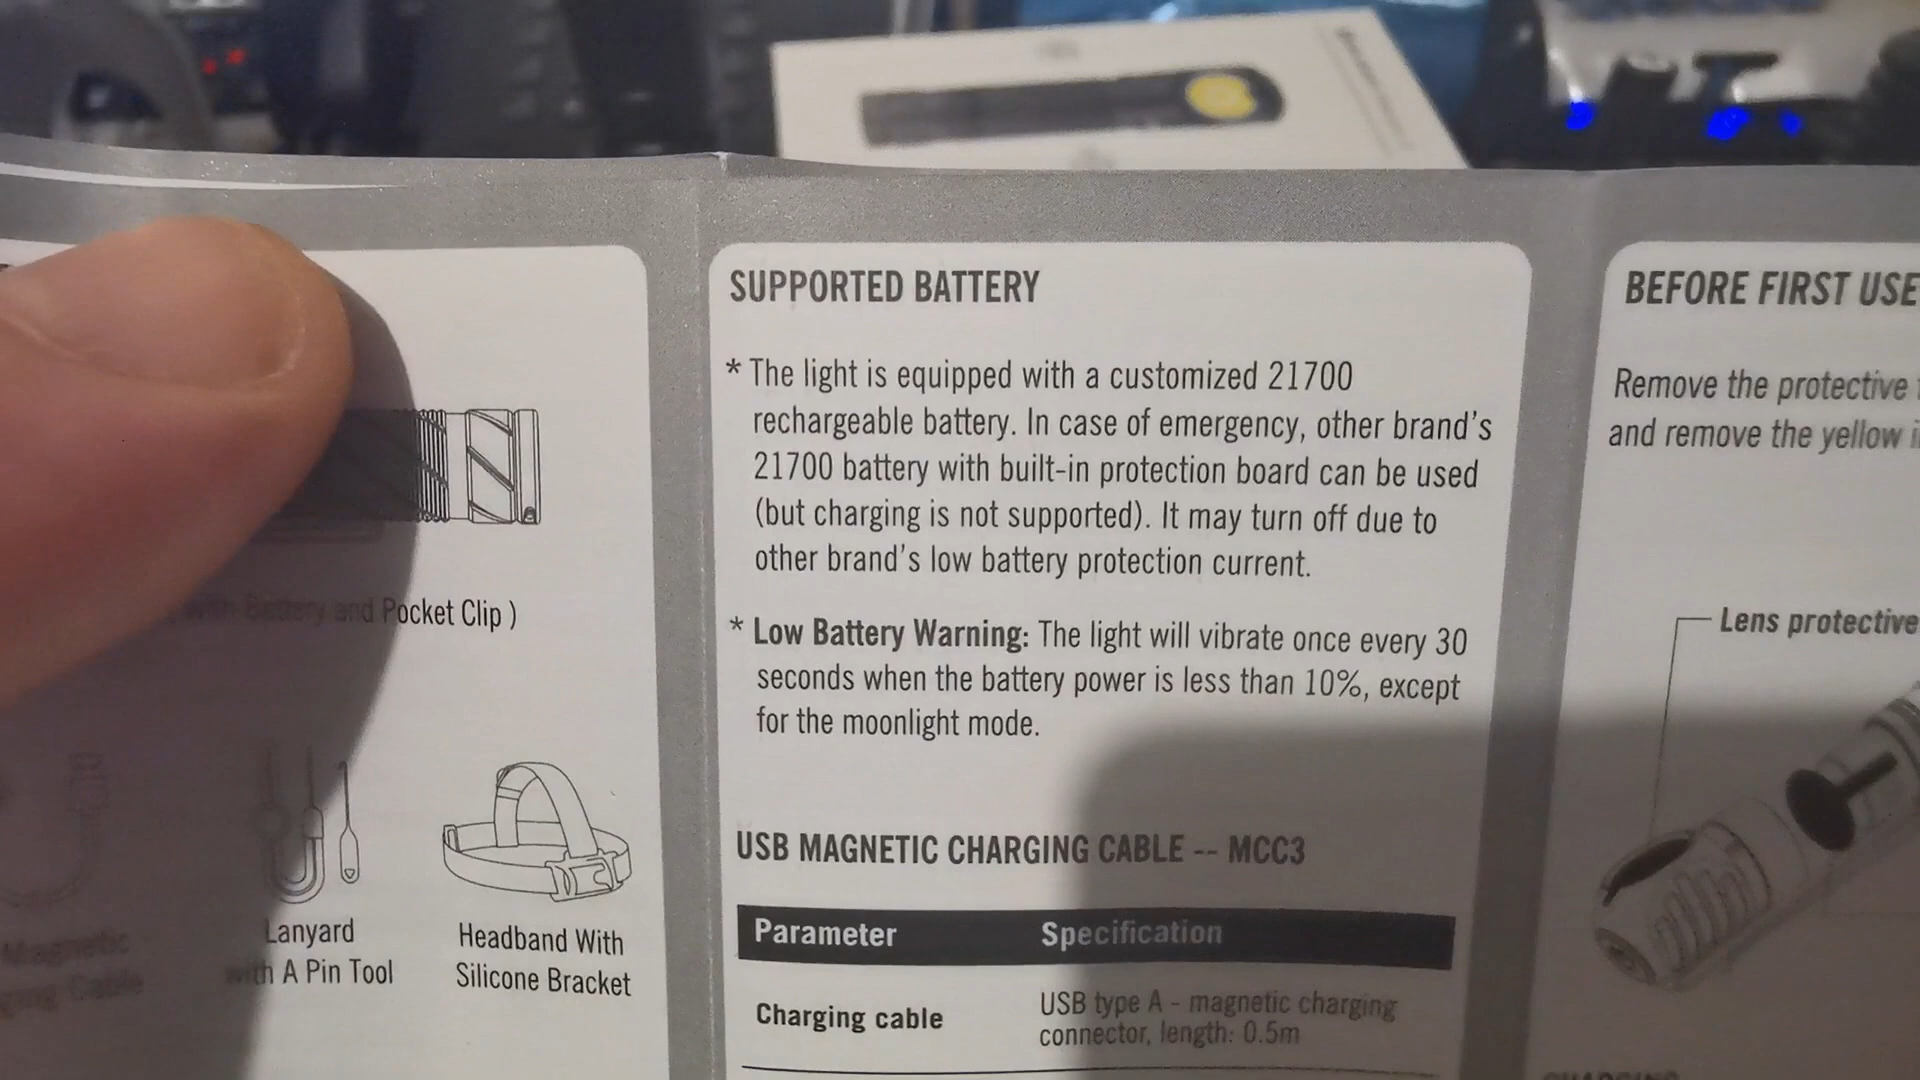 Pocket Clip )
Lanyard
with A Pin Tool
Headband With
Silicone Bracket
SUPPORTED BATTERY
* The light is equipped with a customized 21700
rechargeable battery. In case of emergency, other brand's
21700 battery with built-in protection board can be used
(but charging is not supported). It may turn off due to
other brand's low battery protection current.
* Low Battery Warning: The light will vibrate once every 30
seconds when the battery power is less than 10%, except
for the moonlight mode.
USB MAGNETIC CHARGING CABLE -- MCC3
Parameter Specification
Charging cable USB type A - magnetic charging
connector, length: 0.5m
BEFORE FIRST USE
Remove the protective
and remove the yellow
Lens protective